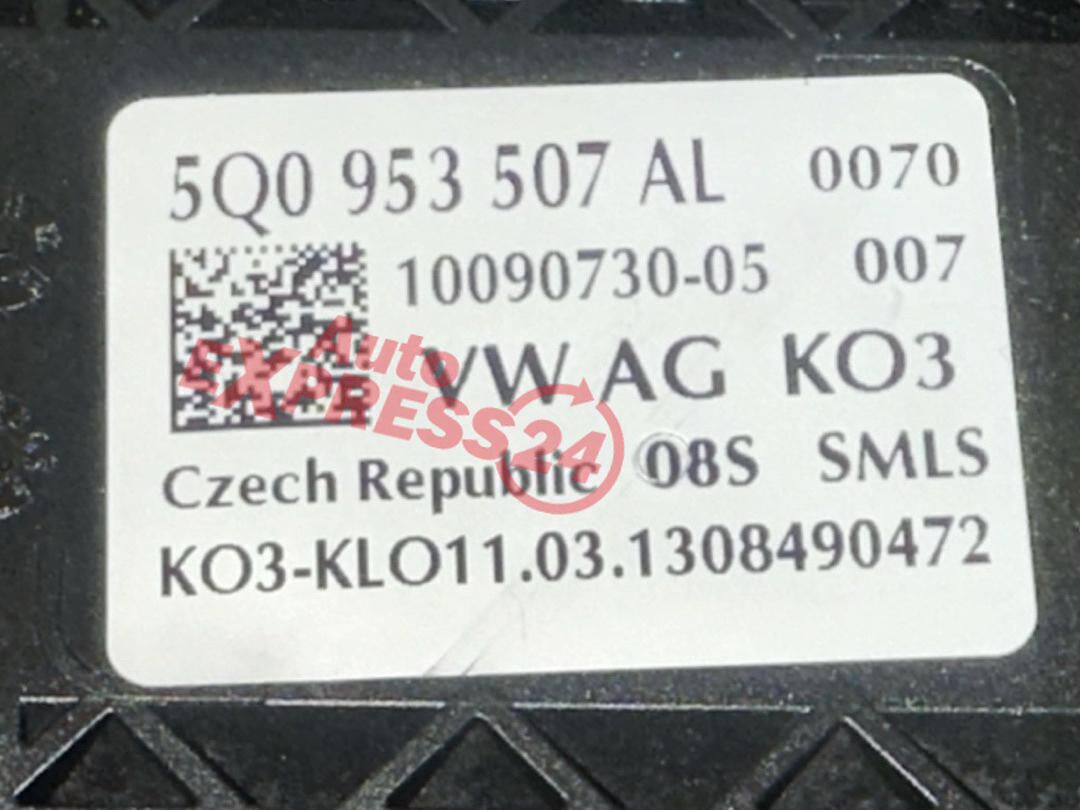 5Q0 953 507 AL 0070
10090730-05 007
VW AG KO3
Auto
EXPRESS24
Czech Republic 08S SMLS
KO3-KLO11.03.1308490472